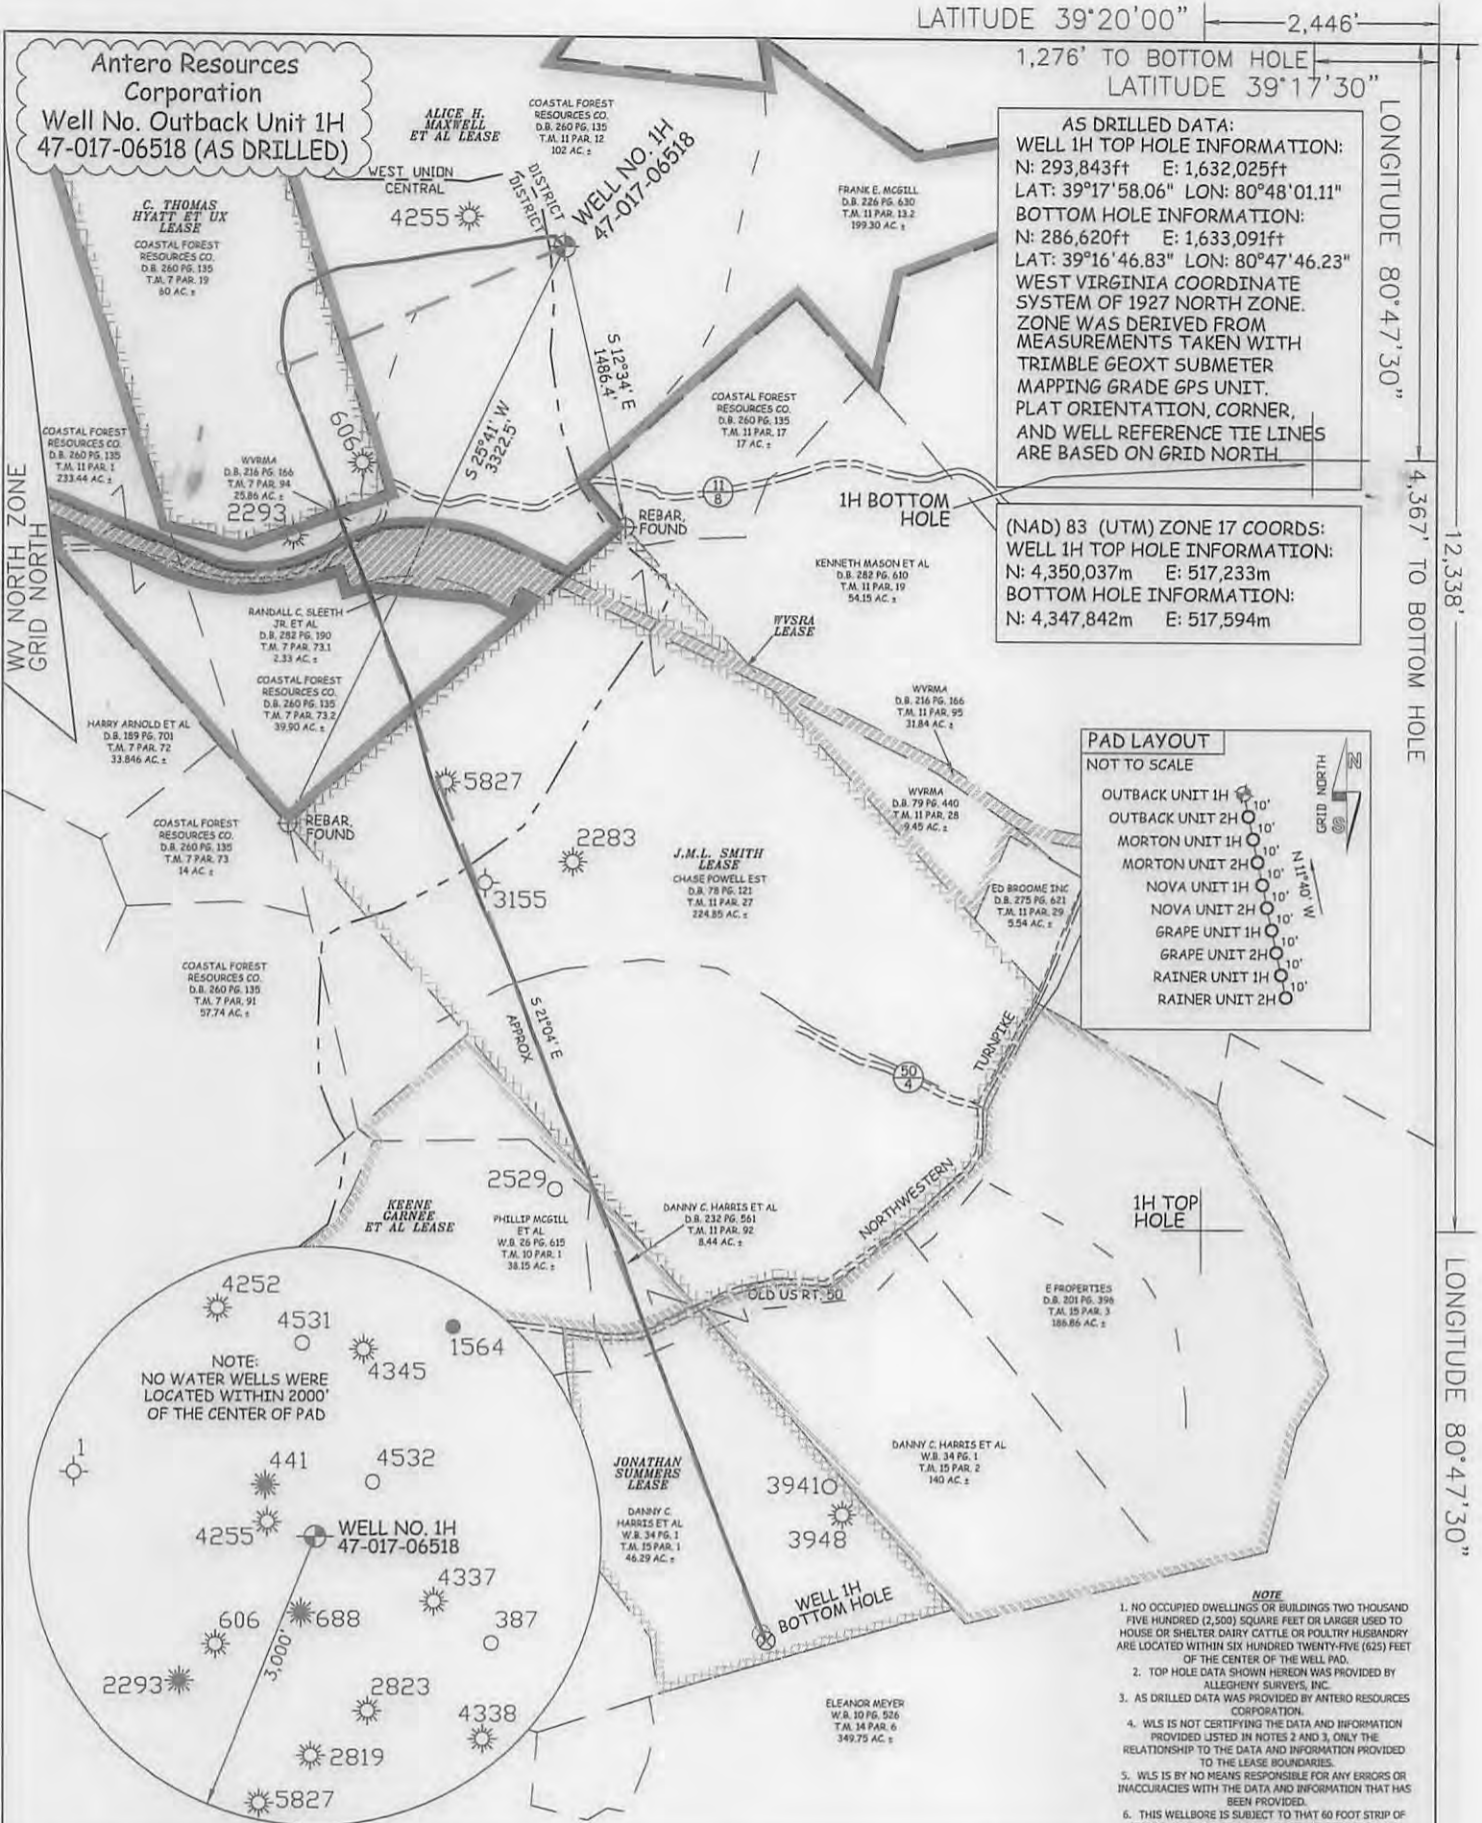 LATITUDE 39°20'00"
2,446'
1,276' TO BOTTOM HOLE
LATITUDE 39°17'30"
Antero Resources
Corporation
Well No. Outback Unit 1H
47-017-06518 (AS DRILLED)
ALICE H.
MAXWELL
ET AL LEASE
COASTAL FOREST
RESOURCES CO.
D.B. 260 PG. 135
T.M. 11 PAR. 12
102 AC. ±
WEST UNION
CENTRAL
DISTRICT
DISTRICT
WELL NO. 1H
47-017-06518
4255
C. THOMAS
HYATT ET UX
LEASE
COASTAL FOREST
RESOURCES CO.
D.B. 260 PG. 135
T.M. 7 PAR. 19
60 AC. ±
FRANK E. MCGILL
D.B. 226 PG. 630
T.M. 11 PAR. 13.2
199.30 AC. ±
AS DRILLED DATA:
WELL 1H TOP HOLE INFORMATION:
N: 293,843ft E: 1,632,025ft
LAT: 39°17'58.06" LON: 80°48'01.11"
BOTTOM HOLE INFORMATION:
N: 286,620ft E: 1,633,091ft
LAT: 39°16'46.83" LON: 80°47'46.23"
WEST VIRGINIA COORDINATE
SYSTEM OF 1927 NORTH ZONE.
ZONE WAS DERIVED FROM
MEASUREMENTS TAKEN WITH
TRIMBLE GEOXT SUBMETER
MAPPING GRADE GPS UNIT.
PLAT ORIENTATION, CORNER,
AND WELL REFERENCE TIE LINES
ARE BASED ON GRID NORTH.
LONGITUDE 80°47'30"
4,367' TO BOTTOM HOLE
12,338'
S 12°34' E
1486.4'
S 25°41' W
3322.5'
COASTAL FOREST
RESOURCES CO.
D.B. 260 PG. 135
T.M. 11 PAR. 17
17 AC. ±
COASTAL FOREST
RESOURCES CO.
D.B. 260 PG. 135
T.M. 11 PAR. 1
233.44 AC. ±
606
WVRMA
D.B. 216 PG. 166
T.M. 7 PAR. 94
25.86 AC. ±
2293
WV NORTH ZONE
GRID NORTH
11
8
REBAR,
FOUND
1H BOTTOM
HOLE
(NAD) 83 (UTM) ZONE 17 COORDS:
WELL 1H TOP HOLE INFORMATION:
N: 4,350,037m E: 517,233m
BOTTOM HOLE INFORMATION:
N: 4,347,842m E: 517,594m
KENNETH MASON ET AL
D.B. 282 PG. 610
T.M. 11 PAR. 19
54.15 AC. ±
RANDALL C. SLEETH
JR. ET AL
D.B. 282 PG. 190
T.M. 7 PAR. 73.1
2.33 AC. ±
WVSRA
LEASE
COASTAL FOREST
RESOURCES CO.
D.B. 260 PG. 135
T.M. 7 PAR. 73.2
39.90 AC. ±
HARRY ARNOLD ET AL
D.B. 189 PG. 701
T.M. 7 PAR. 72
33.846 AC. ±
WVRMA
D.B. 216 PG. 166
T.M. 11 PAR. 95
31.84 AC. ±
PAD LAYOUT
NOT TO SCALE
OUTBACK UNIT 1H
10'
OUTBACK UNIT 2H
10'
MORTON UNIT 1H
10'
MORTON UNIT 2H
10'
NOVA UNIT 1H
10'
NOVA UNIT 2H
10'
GRAPE UNIT 1H
10'
GRAPE UNIT 2H
10'
RAINER UNIT 1H
10'
RAINER UNIT 2H
N 11°40' W
GRID NORTH
N
S
5827
WVRMA
D.B. 79 PG. 440
T.M. 11 PAR. 28
9.45 AC. ±
COASTAL FOREST
RESOURCES CO.
D.B. 260 PG. 135
T.M. 7 PAR. 73
14 AC. ±
REBAR,
FOUND
2283
J.M.L. SMITH
LEASE
CHASE POWELL EST
D.B. 78 PG. 121
T.M. 11 PAR. 27
224.85 AC. ±
3155
ED BROOME INC
D.B. 275 PG. 621
T.M. 11 PAR. 29
5.54 AC. ±
COASTAL FOREST
RESOURCES CO.
D.B. 260 PG. 135
T.M. 7 PAR. 91
57.74 AC. ±
S 21°04' E
APPROX
50
4
TURNPIKE
NORTHWESTERN
2529
KEENE
GARNEE
ET AL LEASE
PHILLIP MCGILL
ET AL
W.B. 26 PG. 615
T.M. 10 PAR. 1
38.15 AC. ±
DANNY C. HARRIS ET AL
D.B. 232 PG. 561
T.M. 11 PAR. 92
8.44 AC. ±
1H TOP
HOLE
OLD US RT. 50
E PROPERTIES
D.B. 201 PG. 396
T.M. 15 PAR. 3
186.86 AC. ±
LONGITUDE 80°47'30"
4252
4531
4345
1564
NOTE:
NO WATER WELLS WERE
LOCATED WITHIN 2000'
OF THE CENTER OF PAD
1
441
4532
4255
WELL NO. 1H
47-017-06518
4337
606
688
387
3,000'
2293
2823
4338
2819
5827
JONATHAN
SUMMERS
LEASE
DANNY C.
HARRIS ET AL
W.B. 34 PG. 1
T.M. 15 PAR. 1
46.29 AC. ±
DANNY C. HARRIS ET AL
W.B. 34 PG. 1
T.M. 15 PAR. 2
140 AC. ±
3941
3948
WELL 1H
BOTTOM HOLE
ELEANOR MEYER
W.B. 10 PG. 526
T.M. 14 PAR. 6
349.75 AC. ±
NOTE
1. NO OCCUPIED DWELLINGS OR BUILDINGS TWO THOUSAND
FIVE HUNDRED (2,500) SQUARE FEET OR LARGER USED TO
HOUSE OR SHELTER DAIRY CATTLE OR POULTRY HUSBANDRY
ARE LOCATED WITHIN SIX HUNDRED TWENTY-FIVE (625) FEET
OF THE CENTER OF THE WELL PAD.
2. TOP HOLE DATA SHOWN HEREON WAS PROVIDED BY
ALLEGHENY SURVEYS, INC.
3. AS DRILLED DATA WAS PROVIDED BY ANTERO RESOURCES
CORPORATION.
4. WLS IS NOT CERTIFYING THE DATA AND INFORMATION
PROVIDED LISTED IN NOTES 2 AND 3, ONLY THE
RELATIONSHIP TO THE DATA AND INFORMATION PROVIDED
TO THE LEASE BOUNDARIES.
5. WLS IS BY NO MEANS RESPONSIBLE FOR ANY ERRORS OR
INACCURACIES WITH THE DATA AND INFORMATION THAT HAS
BEEN PROVIDED.
6. THIS WELLBORE IS SUBJECT TO THAT 60 FOOT STRIP OF